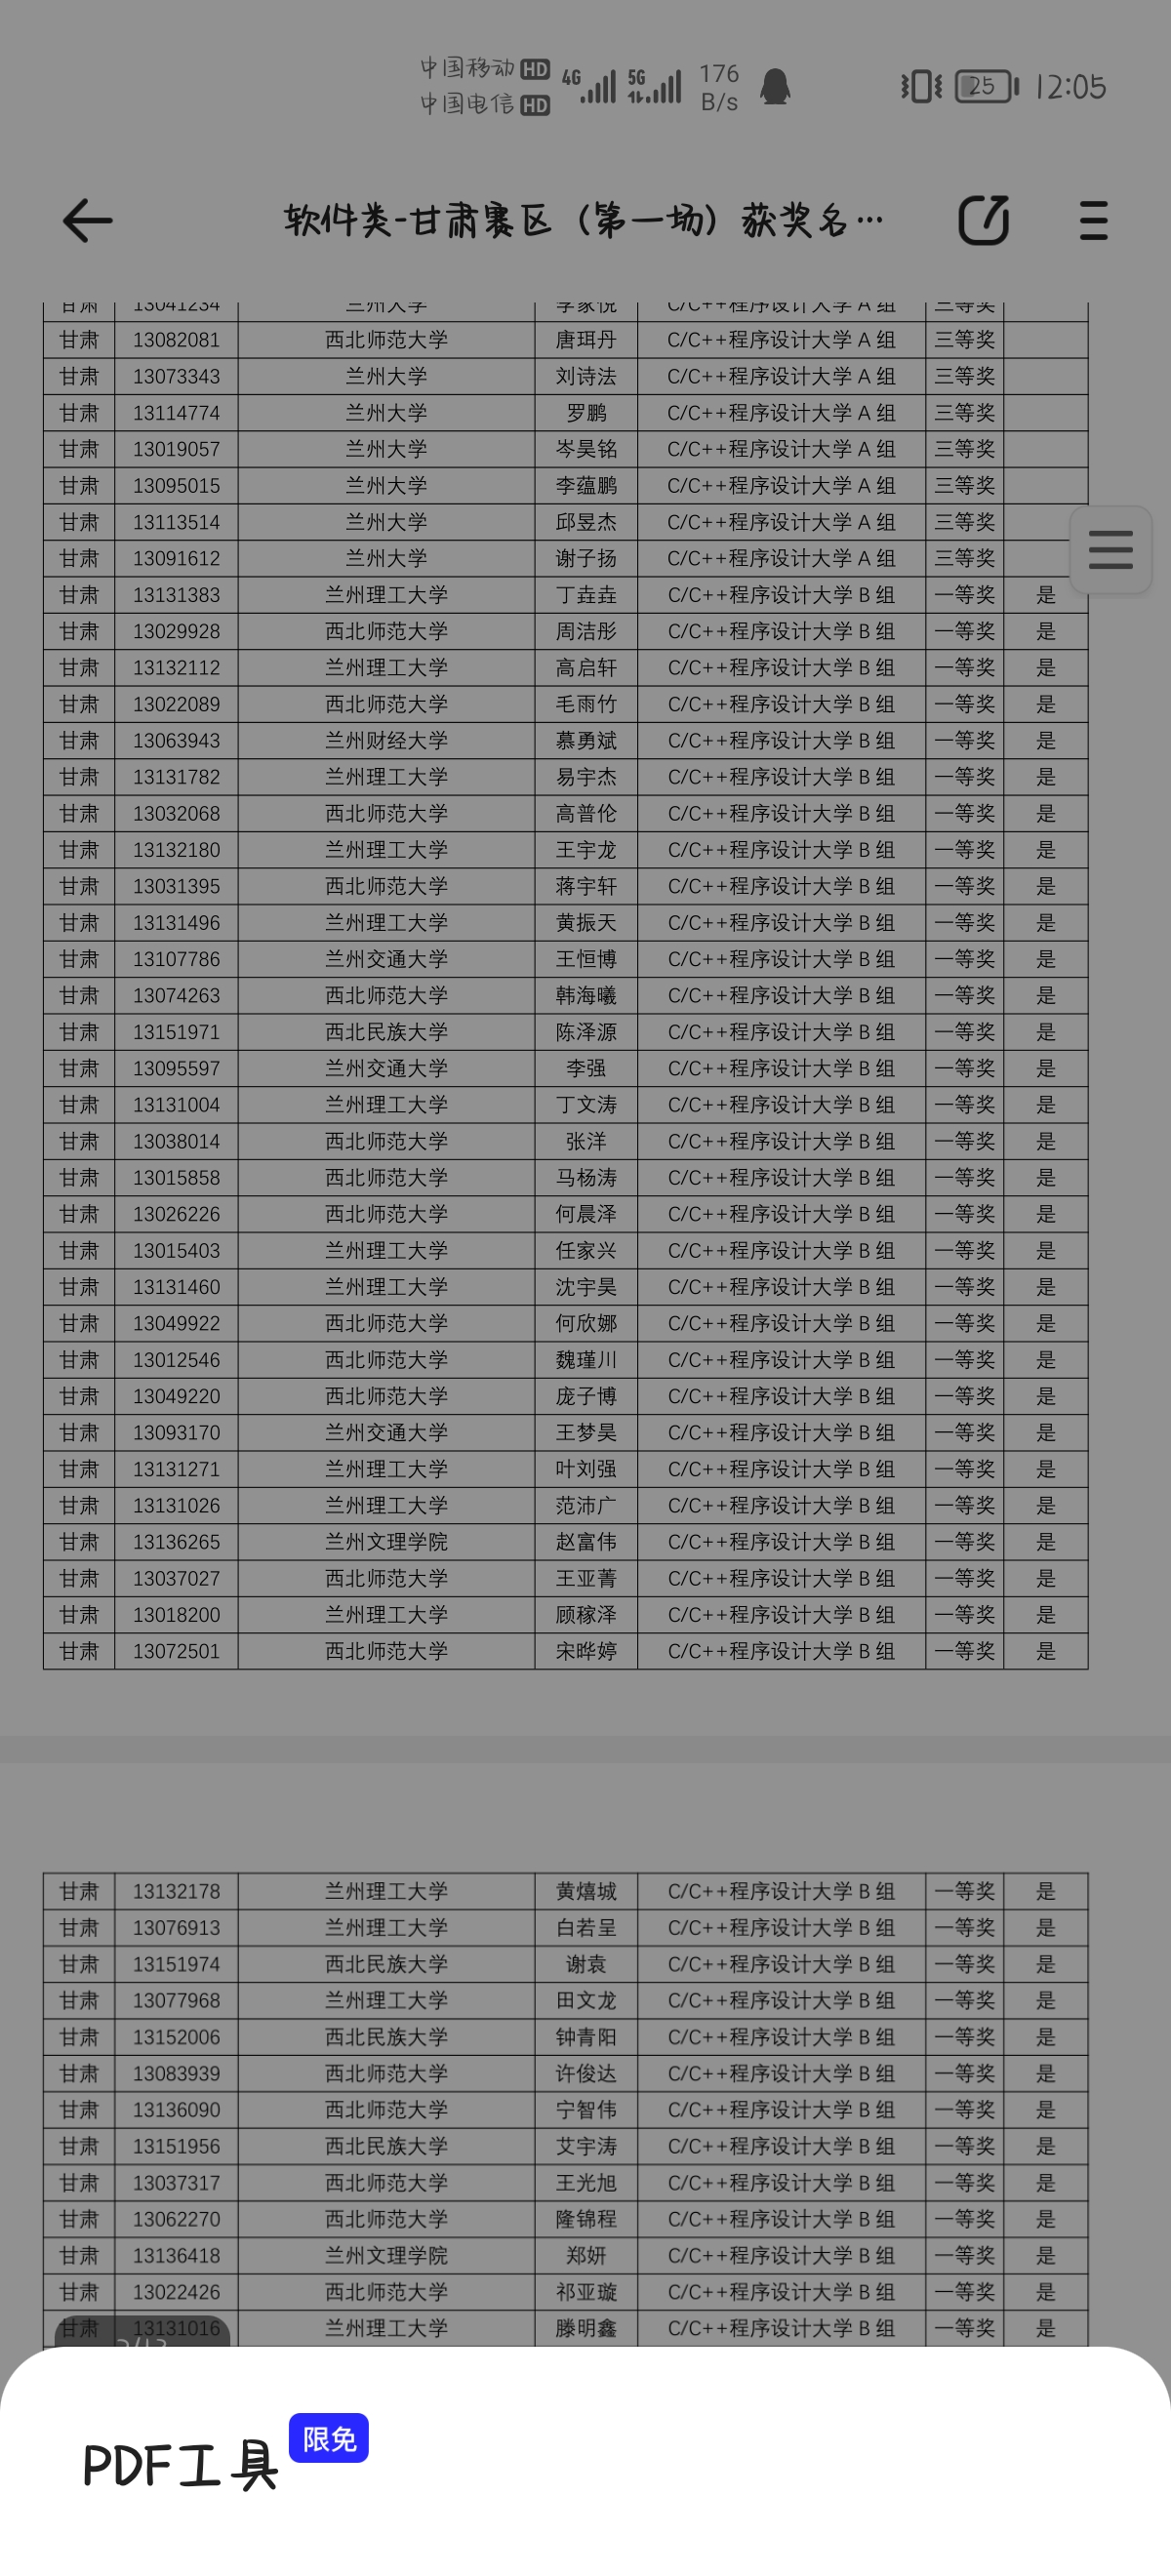 中国移动 HD 4G 5G 176 B/s 25 12:05
中国电信 HD
软件类-甘肃赛区（第一场）获奖名…
甘肃 13041234 兰州大学 李家悦 C/C++程序设计大学 A 组 三等奖
甘肃 13082081 西北师范大学 唐珥丹 C/C++程序设计大学 A 组 三等奖
甘肃 13073343 兰州大学 刘诗法 C/C++程序设计大学 A 组 三等奖
甘肃 13114774 兰州大学 罗鹏 C/C++程序设计大学 A 组 三等奖
甘肃 13019057 兰州大学 岑昊铭 C/C++程序设计大学 A 组 三等奖
甘肃 13095015 兰州大学 李蕴鹏 C/C++程序设计大学 A 组 三等奖
甘肃 13113514 兰州大学 邱昱杰 C/C++程序设计大学 A 组 三等奖
甘肃 13091612 兰州大学 谢子扬 C/C++程序设计大学 A 组 三等奖
甘肃 13131383 兰州理工大学 丁垚垚 C/C++程序设计大学 B 组 一等奖 是
甘肃 13029928 西北师范大学 周洁彤 C/C++程序设计大学 B 组 一等奖 是
甘肃 13132112 兰州理工大学 高启轩 C/C++程序设计大学 B 组 一等奖 是
甘肃 13022089 西北师范大学 毛雨竹 C/C++程序设计大学 B 组 一等奖 是
甘肃 13063943 兰州财经大学 慕勇斌 C/C++程序设计大学 B 组 一等奖 是
甘肃 13131782 兰州理工大学 易宇杰 C/C++程序设计大学 B 组 一等奖 是
甘肃 13032068 西北师范大学 高普伦 C/C++程序设计大学 B 组 一等奖 是
甘肃 13132180 兰州理工大学 王宇龙 C/C++程序设计大学 B 组 一等奖 是
甘肃 13031395 西北师范大学 蒋宇轩 C/C++程序设计大学 B 组 一等奖 是
甘肃 13131496 兰州理工大学 黄振天 C/C++程序设计大学 B 组 一等奖 是
甘肃 13107786 兰州交通大学 王恒博 C/C++程序设计大学 B 组 一等奖 是
甘肃 13074263 西北师范大学 韩海曦 C/C++程序设计大学 B 组 一等奖 是
甘肃 13151971 西北民族大学 陈泽源 C/C++程序设计大学 B 组 一等奖 是
甘肃 13095597 兰州交通大学 李强 C/C++程序设计大学 B 组 一等奖 是
甘肃 13131004 兰州理工大学 丁文涛 C/C++程序设计大学 B 组 一等奖 是
甘肃 13038014 西北师范大学 张洋 C/C++程序设计大学 B 组 一等奖 是
甘肃 13015858 西北师范大学 马杨涛 C/C++程序设计大学 B 组 一等奖 是
甘肃 13026226 西北师范大学 何晨泽 C/C++程序设计大学 B 组 一等奖 是
甘肃 13015403 兰州理工大学 任家兴 C/C++程序设计大学 B 组 一等奖 是
甘肃 13131460 兰州理工大学 沈宇昊 C/C++程序设计大学 B 组 一等奖 是
甘肃 13049922 西北师范大学 何欣娜 C/C++程序设计大学 B 组 一等奖 是
甘肃 13012546 西北师范大学 魏瑾川 C/C++程序设计大学 B 组 一等奖 是
甘肃 13049220 西北师范大学 庞子博 C/C++程序设计大学 B 组 一等奖 是
甘肃 13093170 兰州交通大学 王梦昊 C/C++程序设计大学 B 组 一等奖 是
甘肃 13131271 兰州理工大学 叶刘强 C/C++程序设计大学 B 组 一等奖 是
甘肃 13131026 兰州理工大学 范沛广 C/C++程序设计大学 B 组 一等奖 是
甘肃 13136265 兰州文理学院 赵富伟 C/C++程序设计大学 B 组 一等奖 是
甘肃 13037027 西北师范大学 王亚菁 C/C++程序设计大学 B 组 一等奖 是
甘肃 13018200 兰州理工大学 顾稼泽 C/C++程序设计大学 B 组 一等奖 是
甘肃 13072501 西北师范大学 宋晔婷 C/C++程序设计大学 B 组 一等奖 是
甘肃 13132178 兰州理工大学 黄熺城 C/C++程序设计大学 B 组 一等奖 是
甘肃 13076913 兰州理工大学 白若呈 C/C++程序设计大学 B 组 一等奖 是
甘肃 13151974 西北民族大学 谢袁 C/C++程序设计大学 B 组 一等奖 是
甘肃 13077968 兰州理工大学 田文龙 C/C++程序设计大学 B 组 一等奖 是
甘肃 13152006 西北民族大学 钟青阳 C/C++程序设计大学 B 组 一等奖 是
甘肃 13083939 西北师范大学 许俊达 C/C++程序设计大学 B 组 一等奖 是
甘肃 13136090 西北师范大学 宁智伟 C/C++程序设计大学 B 组 一等奖 是
甘肃 13151956 西北民族大学 艾宇涛 C/C++程序设计大学 B 组 一等奖 是
甘肃 13037317 西北师范大学 王光旭 C/C++程序设计大学 B 组 一等奖 是
甘肃 13062270 西北师范大学 隆锦程 C/C++程序设计大学 B 组 一等奖 是
甘肃 13136418 兰州文理学院 郑妍 C/C++程序设计大学 B 组 一等奖 是
甘肃 13022426 西北师范大学 祁亚璇 C/C++程序设计大学 B 组 一等奖 是
甘肃 13131016 兰州理工大学 滕明鑫 C/C++程序设计大学 B 组 一等奖 是
PDF工具 限免